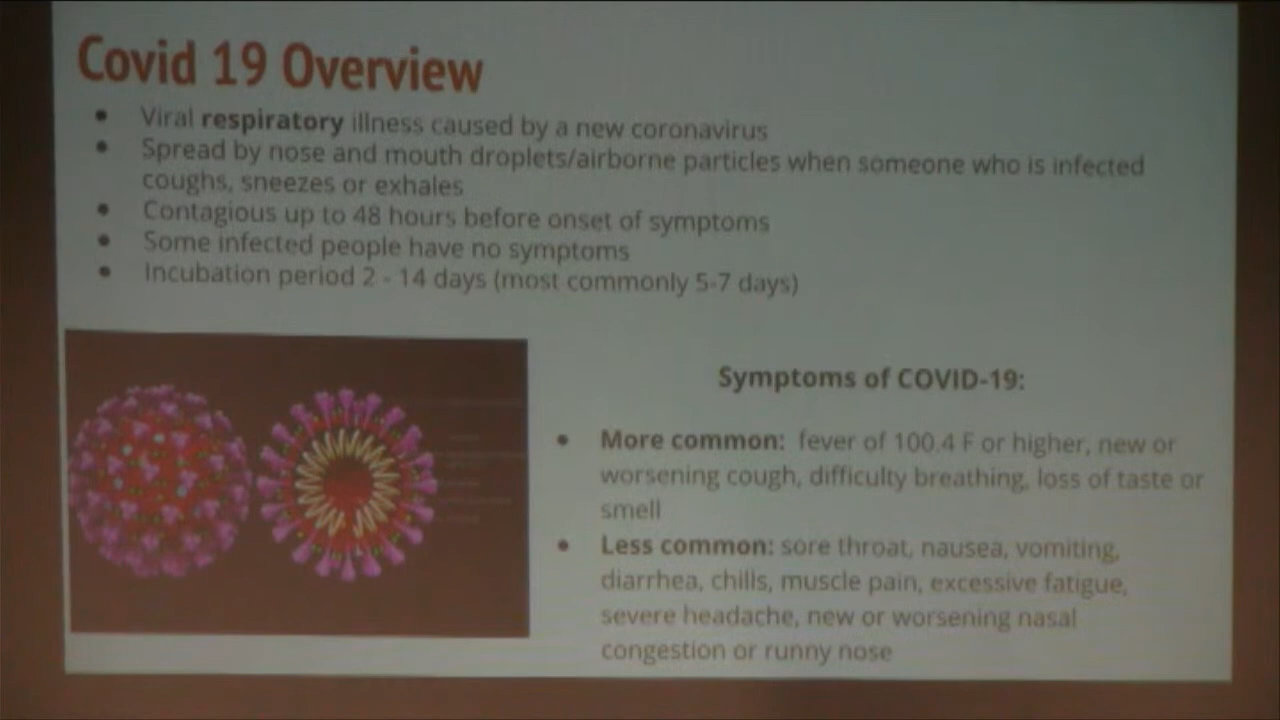 Covid 19 Overview
● Viral respiratory illness caused by a new coronavirus
● Spread by nose and mouth droplets/airborne particles when someone who is infected
coughs, sneezes or exhales
● Contagious up to 48 hours before onset of symptoms
● Some infected people have no symptoms
● Incubation period 2 - 14 days (most commonly 5-7 days)
Symptoms of COVID-19:
● More common: fever of 100.4 F or higher, new or
worsening cough, difficulty breathing, loss of taste or
smell
● Less common: sore throat, nausea, vomiting,
diarrhea, chills, muscle pain, excessive fatigue,
severe headache, new or worsening nasal
congestion or runny nose